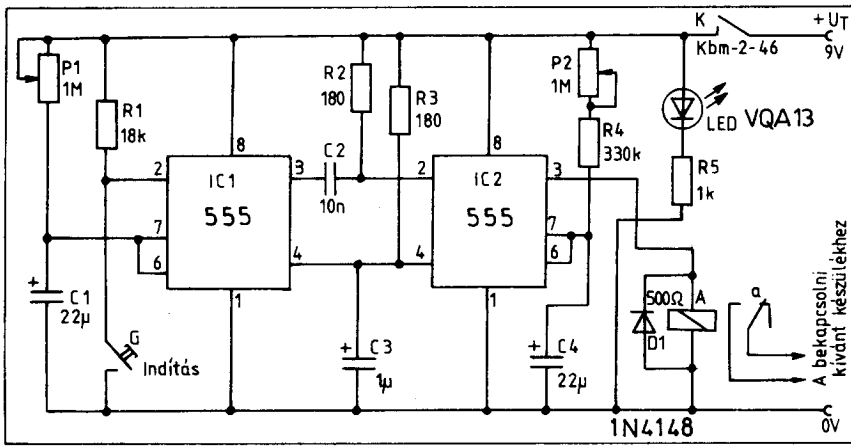 K
+ UT
Kbm-2-46
9V
P1
1M
R1
18k
R2
180
R3
180
P2
1M
R4
330k
LED VQA13
R5
1k
8
2
IC1
3
555
7
6
4
1
C2
10n
8
2
IC2
3
555
7
6
4
1
+
C1
22µ
G
Indítás
+
C3
1µ
+
C4
22µ
500Ω
A
D1
a
A bekapcsolni
kívánt készülékhez
1N4148
0V